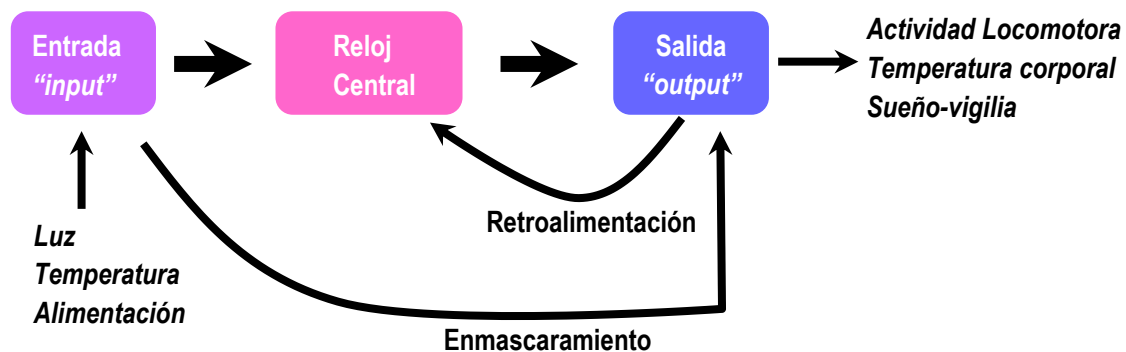 Entrada
“input”
Reloj
Central
Salida
“output”
Actividad Locomotora
Temperatura corporal
Sueño-vigilia
Luz
Temperatura
Alimentación
Retroalimentación
Enmascaramiento